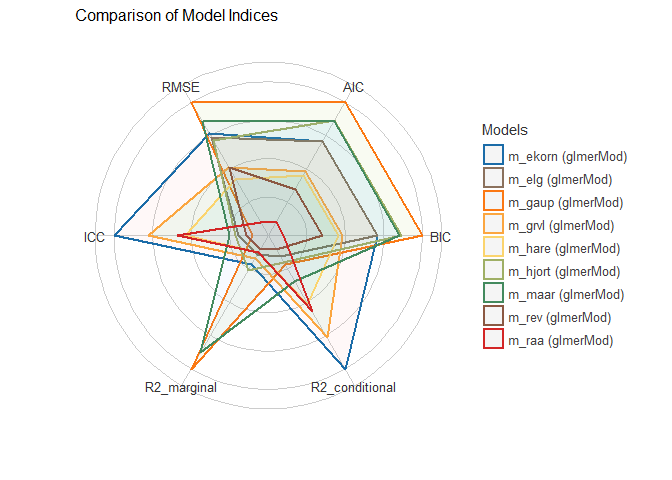 Comparison of Model Indices
RMSE
AIC
ICC
BIC
R2_marginal
R2_conditional
Models
m_ekorn (glmerMod)
m_elg (glmerMod)
m_gaup (glmerMod)
m_grvl (glmerMod)
m_hare (glmerMod)
m_hjort (glmerMod)
m_maar (glmerMod)
m_rev (glmerMod)
m_raa (glmerMod)